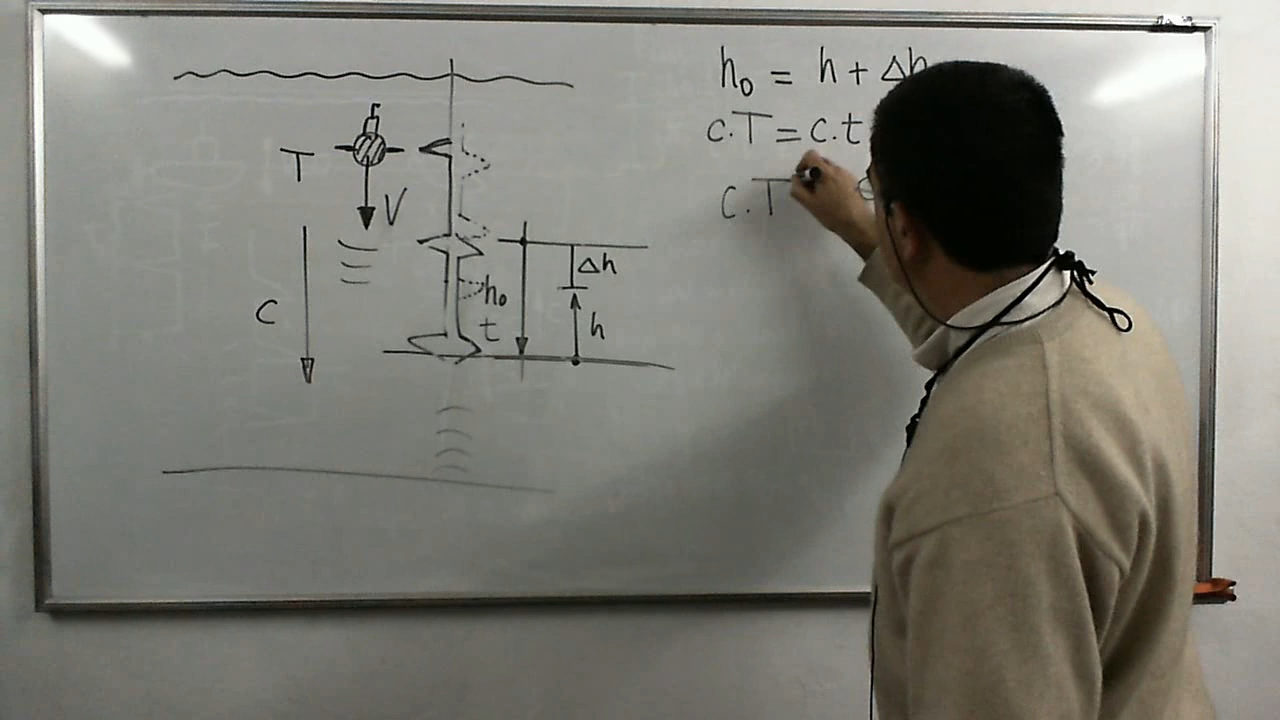 h₀ = h + Δh
c.T = c.t
c.T
T
V
C
h₀
t
Δh
h